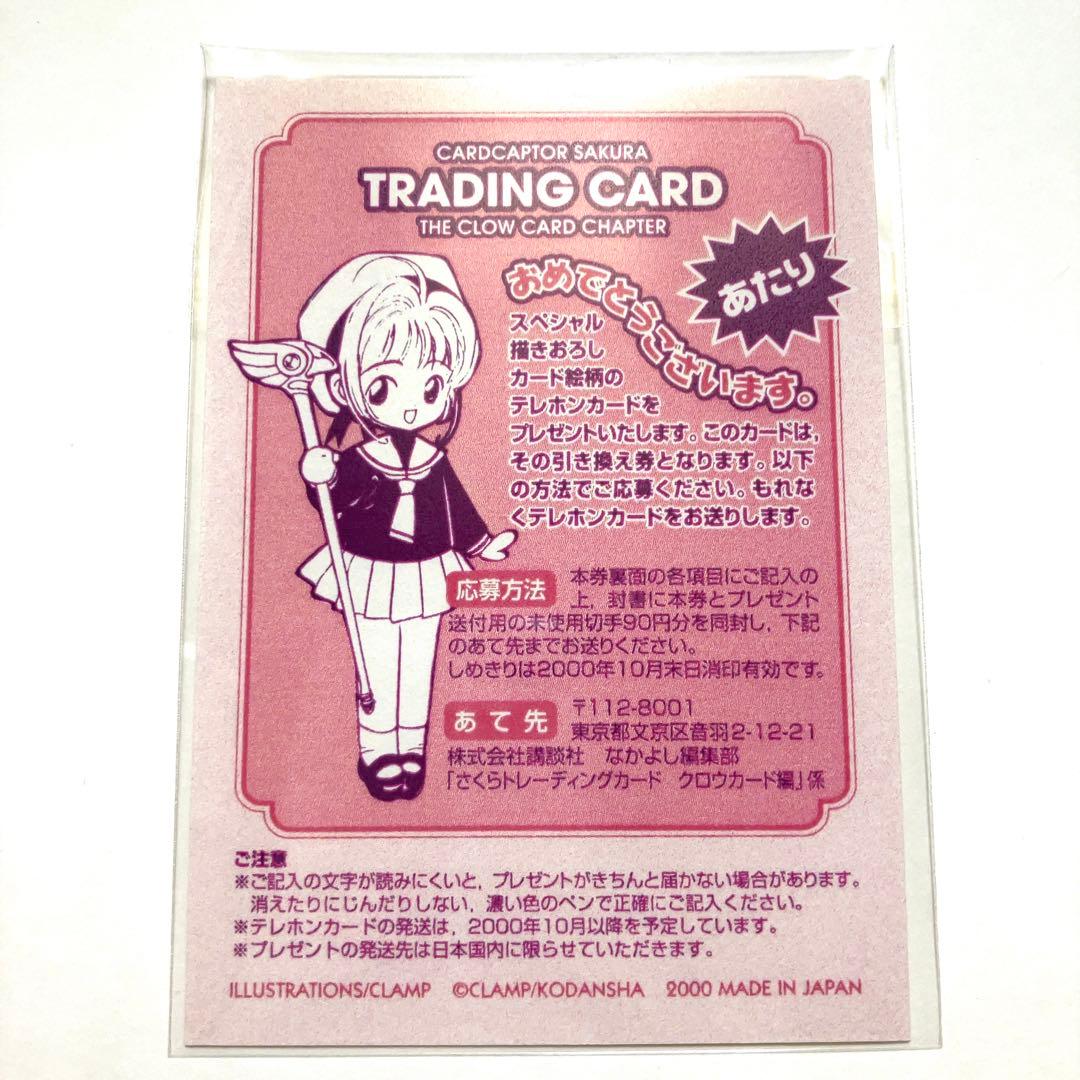 CARDCAPTOR SAKURA
TRADING CARD
THE CLOW CARD CHAPTER
あたり
おめでとうございます。
スペシャル
描きおろし
カード絵柄の
テレホンカードを
プレゼントいたします。このカードは,
その引き換え券となります。以下
の方法でご応募ください。もれな
くテレホンカードをお送りします。
応募方法 本券裏面の各項目にご記入の
上, 封書に本券とプレゼント
送付用の未使用切手90円分を同封し, 下記
のあて先までお送りください。
しめきりは2000年10月末日消印有効です。
あて先 〒112-8001
東京都文京区音羽2-12-21
株式会社講談社 なかよし編集部
「さくらトレーディングカード クロウカード編」係
ご注意
※ご記入の文字が読みにくいと, プレゼントがきちんと届かない場合があります。
消えたりにじんだりしない, 濃い色のペンで正確にご記入ください。
※テレホンカードの発送は, 2000年10月以降を予定しています。
※プレゼントの発送先は日本国内に限らせていただきます。
ILLUSTRATIONS/CLAMP ©CLAMP/KODANSHA 2000 MADE IN JAPAN